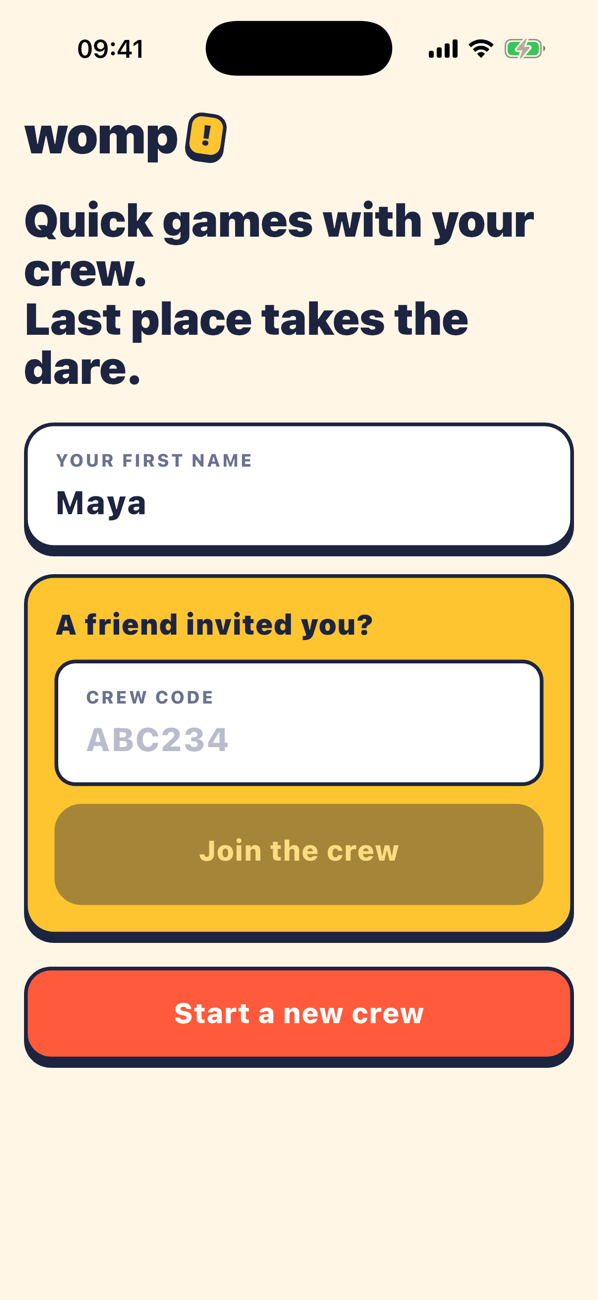 09:41
womp!
Quick games with your
crew.
Last place takes the
dare.
YOUR FIRST NAME
Maya
A friend invited you?
CREW CODE
ABC234
Join the crew
Start a new crew